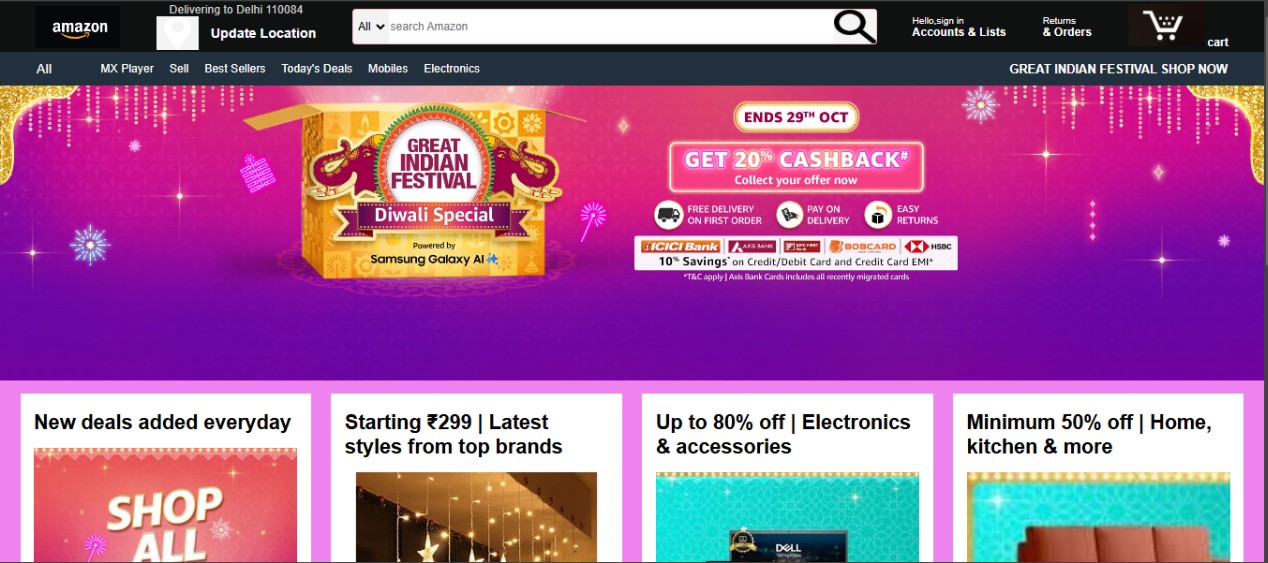 amazon
Delivering to Delhi 110084
Update Location
All
search Amazon
Hello,sign in
Accounts & Lists
Returns
& Orders
cart
All
MX Player
Sell
Best Sellers
Today's Deals
Mobiles
Electronics
GREAT INDIAN FESTIVAL SHOP NOW
GREAT
INDIAN
FESTIVAL
Diwali Special
Powered by
Samsung Galaxy AI
ENDS 29TH OCT
GET 20% CASHBACK#
Collect your offer now
FREE DELIVERY
ON FIRST ORDER
PAY ON
DELIVERY
EASY
RETURNS
ICICI Bank
AXIS BANK
BOBCARD
HSBC
10% Savings* on Credit/Debit Card and Credit Card EMI^
*T&C apply | Axis Bank Cards includes all recently migrated cards
New deals added everyday
SHOP
ALL
Starting ₹299 | Latest
styles from top brands
Up to 80% off | Electronics
& accessories
DELL
Minimum 50% off | Home,
kitchen & more